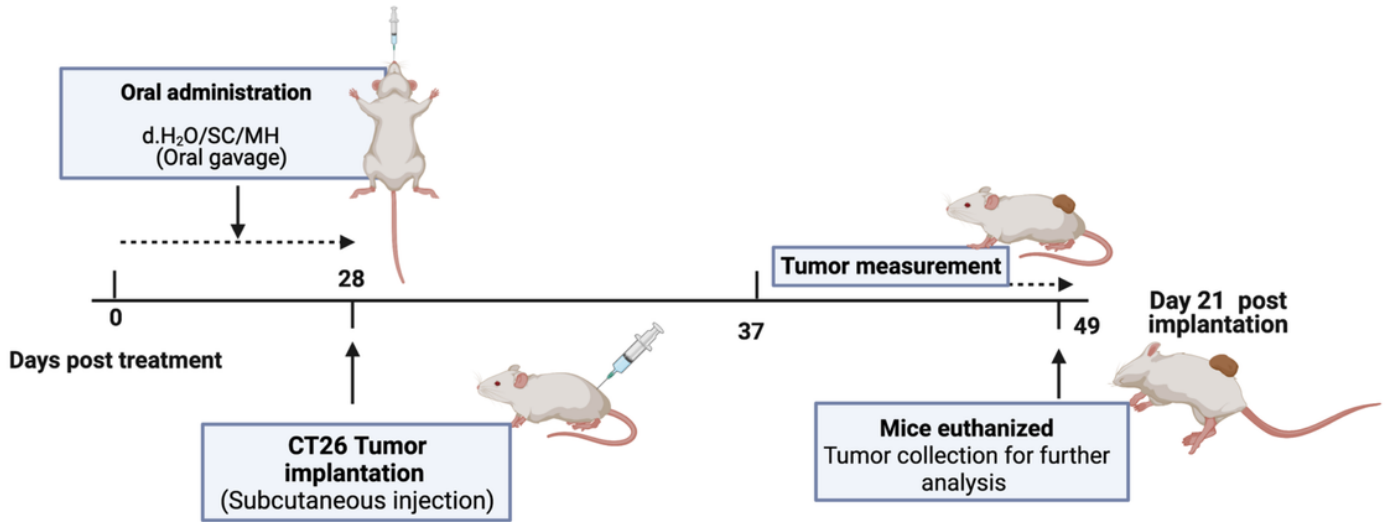 Oral administration
d.H₂O/SC/MH
(Oral gavage)
28
0
Days post treatment
CT26 Tumor
implantation
(Subcutaneous injection)
Tumor measurement
37
49
Day 21 post
implantation
Mice euthanized
Tumor collection for further
analysis